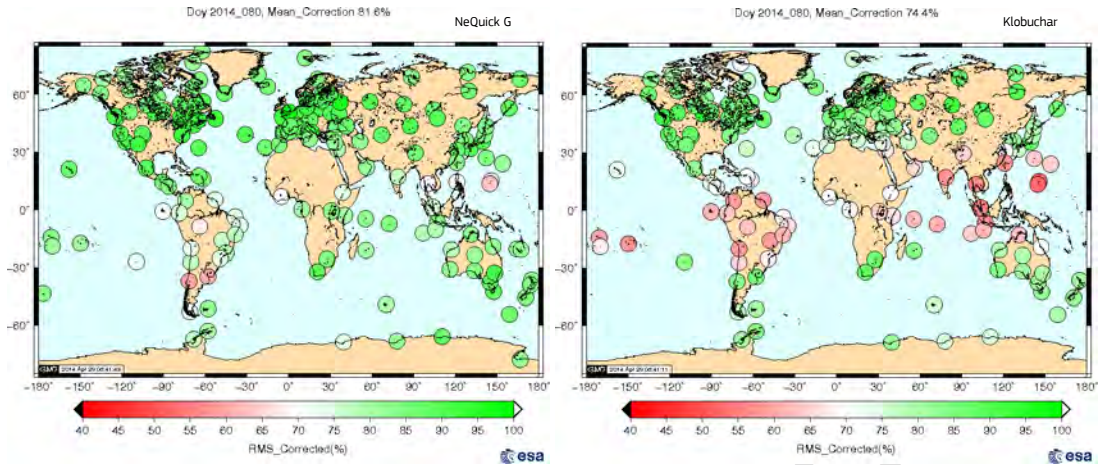 Doy 2014_080, Mean_Correction 81.6%
NeQuick G
60°
30°
0°
−30°
−60°
−180° −150° −120° −90° −60° −30° 0° 30° 60° 90° 120° 150° 180°
40 45 50 55 60 65 70 75 80 85 90 95 100
RMS_Corrected(%)
esa
Doy 2014_080, Mean_Correction 74.4%
Klobuchar
60°
30°
0°
−30°
−60°
−180° −150° −120° −90° −60° −30° 0° 30° 60° 90° 120° 150° 180°
40 45 50 55 60 65 70 75 80 85 90 95 100
RMS_Corrected(%)
esa